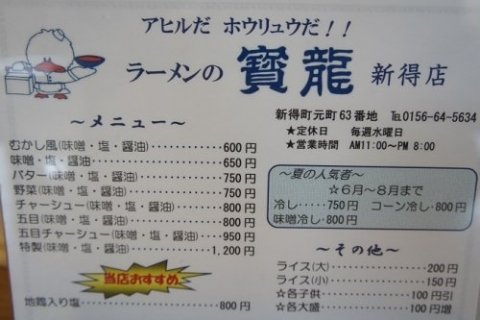 アヒルだ ホウリュウだ！！
ラーメンの 寶龍 新得店
新得町元町63番地 ℡0156-64-5634
★定休日 毎週水曜日
★営業時間 AM11:00～PM 8:00
～メニュー～
むかし風(味噌・塩・醤油)・・・・・・・600円
味噌・塩・醤油・・・・・・・・・・・・650円
バター(味噌・塩・醤油)・・・・・・・・750円
野菜(味噌・塩・醤油)・・・・・・・・・750円
チャーシュー(味噌・塩・醤油)・・・・・800円
五目(味噌・塩・醤油)・・・・・・・・・800円
五目チャーシュー(味噌・塩・醤油)・・・950円
特製(味噌・塩・醤油)・・・・・・・・1,200円
当店おすすめ
地鶏入り塩・・・・・・・・・・・・・・800円
～夏の人気者～
☆6月～8月まで
冷し・・・・・750円 コーン冷し・800円
味噌冷し・800円
～その他～
ライス(大)・・・・・・・・・200円
ライス(小)・・・・・・・・・150円
☆各子供・・・・・・・・・・100円引
☆各大盛・・・・・・・・・・100円増